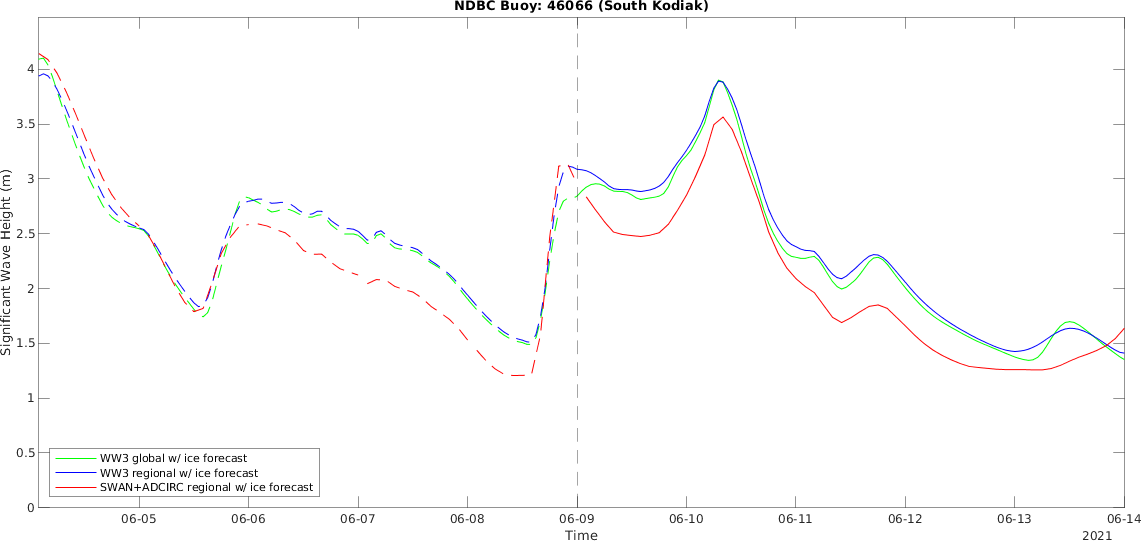 NDBC Buoy: 46066 (South Kodiak)
Significant Wave Height (m)
4
3.5
3
2.5
2
1.5
1
0.5
0
WW3 global w/ ice forecast
WW3 regional w/ ice forecast
SWAN+ADCIRC regional w/ ice forecast
06-05 06-06 06-07 06-08 06-09 06-10 06-11 06-12 06-13 06-14
Time
2021